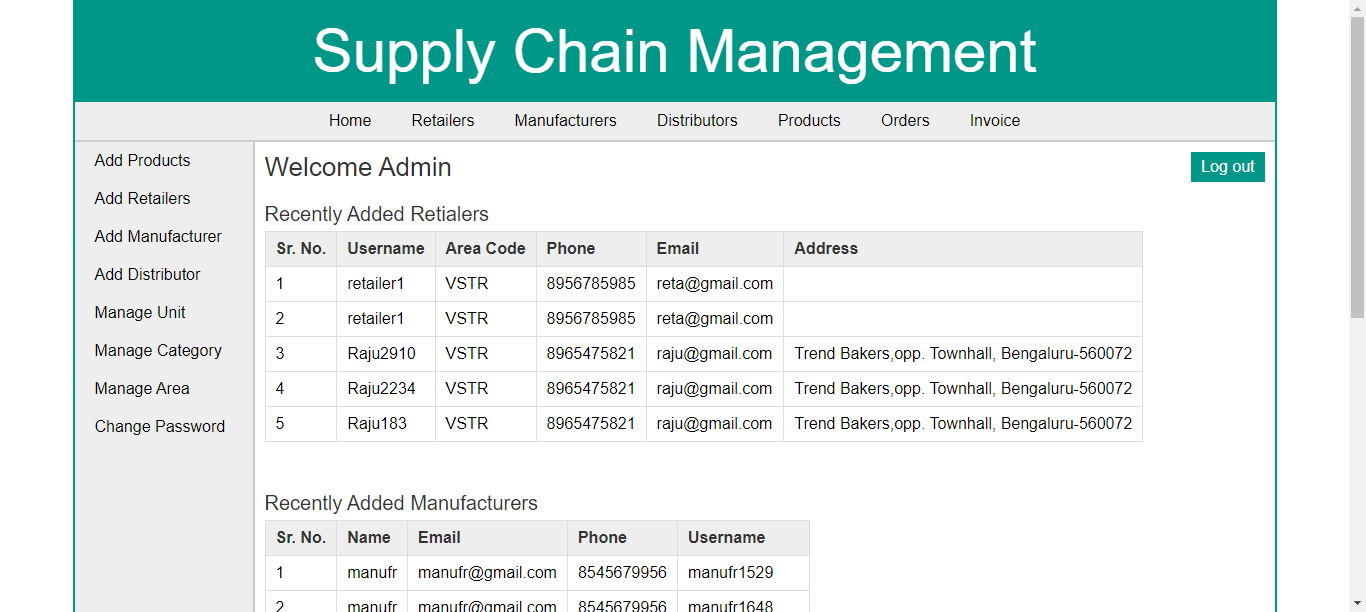 Supply Chain Management
Home Retailers Manufacturers Distributors Products Orders Invoice
Add Products
Add Retailers
Add Manufacturer
Add Distributor
Manage Unit
Manage Category
Manage Area
Change Password
Welcome Admin
Log out
Recently Added Retialers
Sr. No. Username Area Code Phone Email Address
1 retailer1 VSTR 8956785985 reta@gmail.com
2 retailer1 VSTR 8956785985 reta@gmail.com
3 Raju2910 VSTR 8965475821 raju@gmail.com Trend Bakers,opp. Townhall, Bengaluru-560072
4 Raju2234 VSTR 8965475821 raju@gmail.com Trend Bakers,opp. Townhall, Bengaluru-560072
5 Raju183 VSTR 8965475821 raju@gmail.com Trend Bakers,opp. Townhall, Bengaluru-560072
Recently Added Manufacturers
Sr. No. Name Email Phone Username
1 manufr manufr@gmail.com 8545679956 manufr1529
2 manufr manufr@gmail.com 8545679956 manufr1648